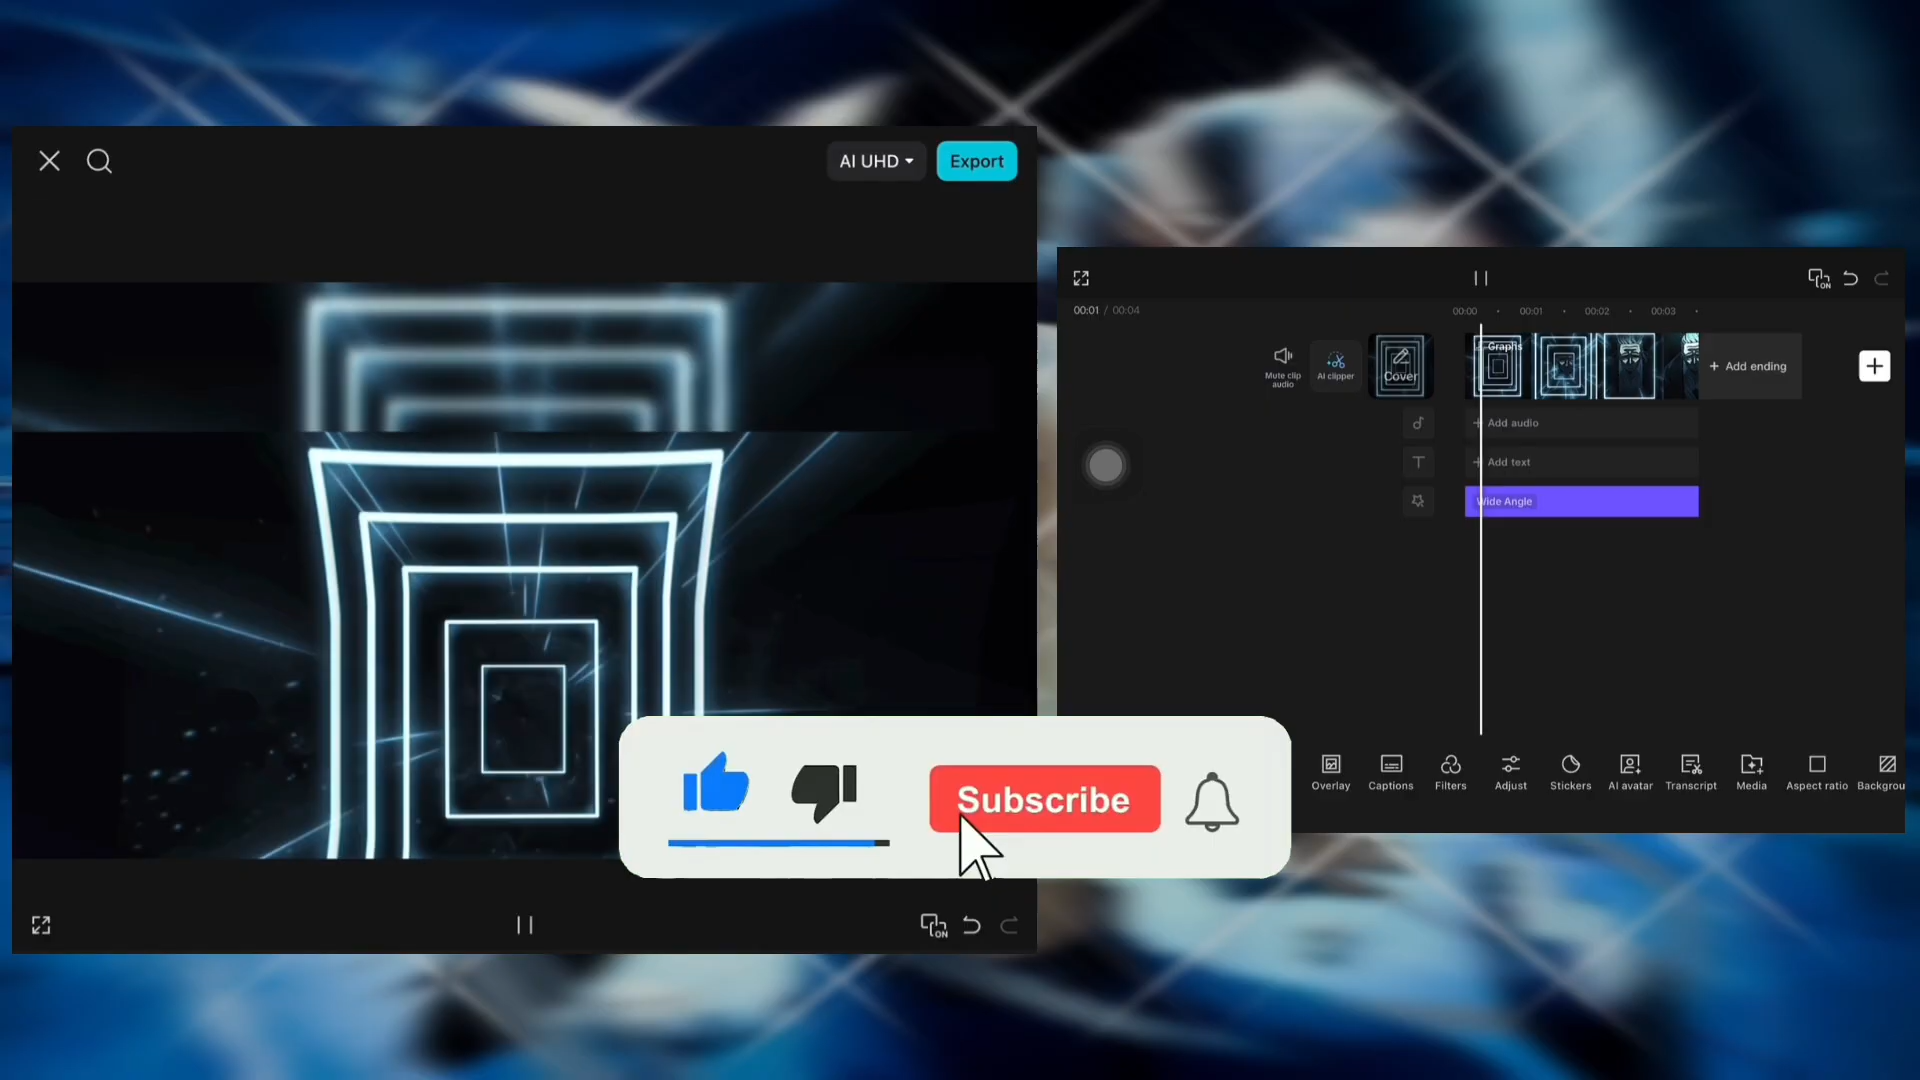 AI UHD
Export
ON
00:01 / 00:04
00:00
00:01
00:02
00:03
Mute clip
audio
AI clipper
Cover
Graphs
+ Add ending
+ Add audio
+ Add text
Wide Angle
Overlay
Captions
Filters
Adjust
Stickers
AI avatar
Transcript
Media
Aspect ratio
Backgrou
Subscribe
ON